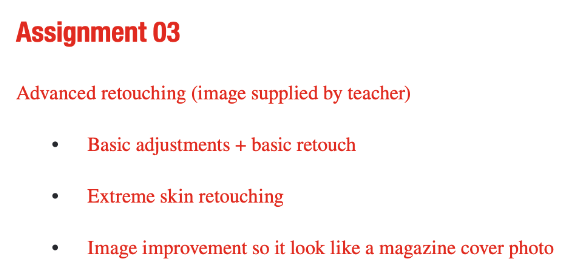 Assignment 03
Advanced retouching (image supplied by teacher)
• Basic adjustments + basic retouch
• Extreme skin retouching
• Image improvement so it look like a magazine cover photo